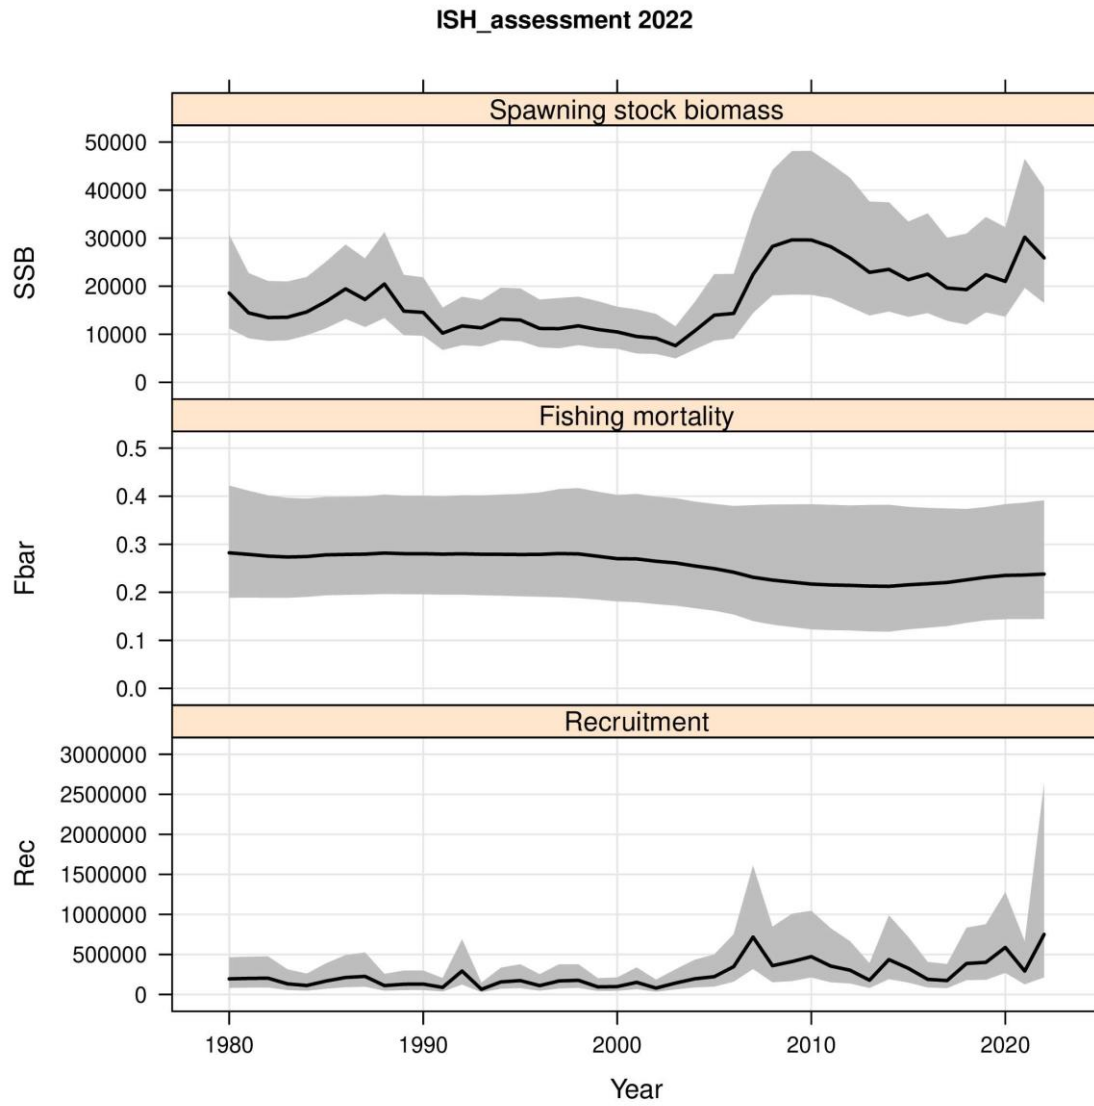 ISH_assessment 2022
Spawning stock biomass
50000
40000
30000
20000
10000
0
SSB
Fishing mortality
0.5
0.4
0.3
0.2
0.1
0.0
Fbar
Recruitment
3000000
2500000
2000000
1500000
1000000
500000
0
Rec
1980 1990 2000 2010 2020
Year